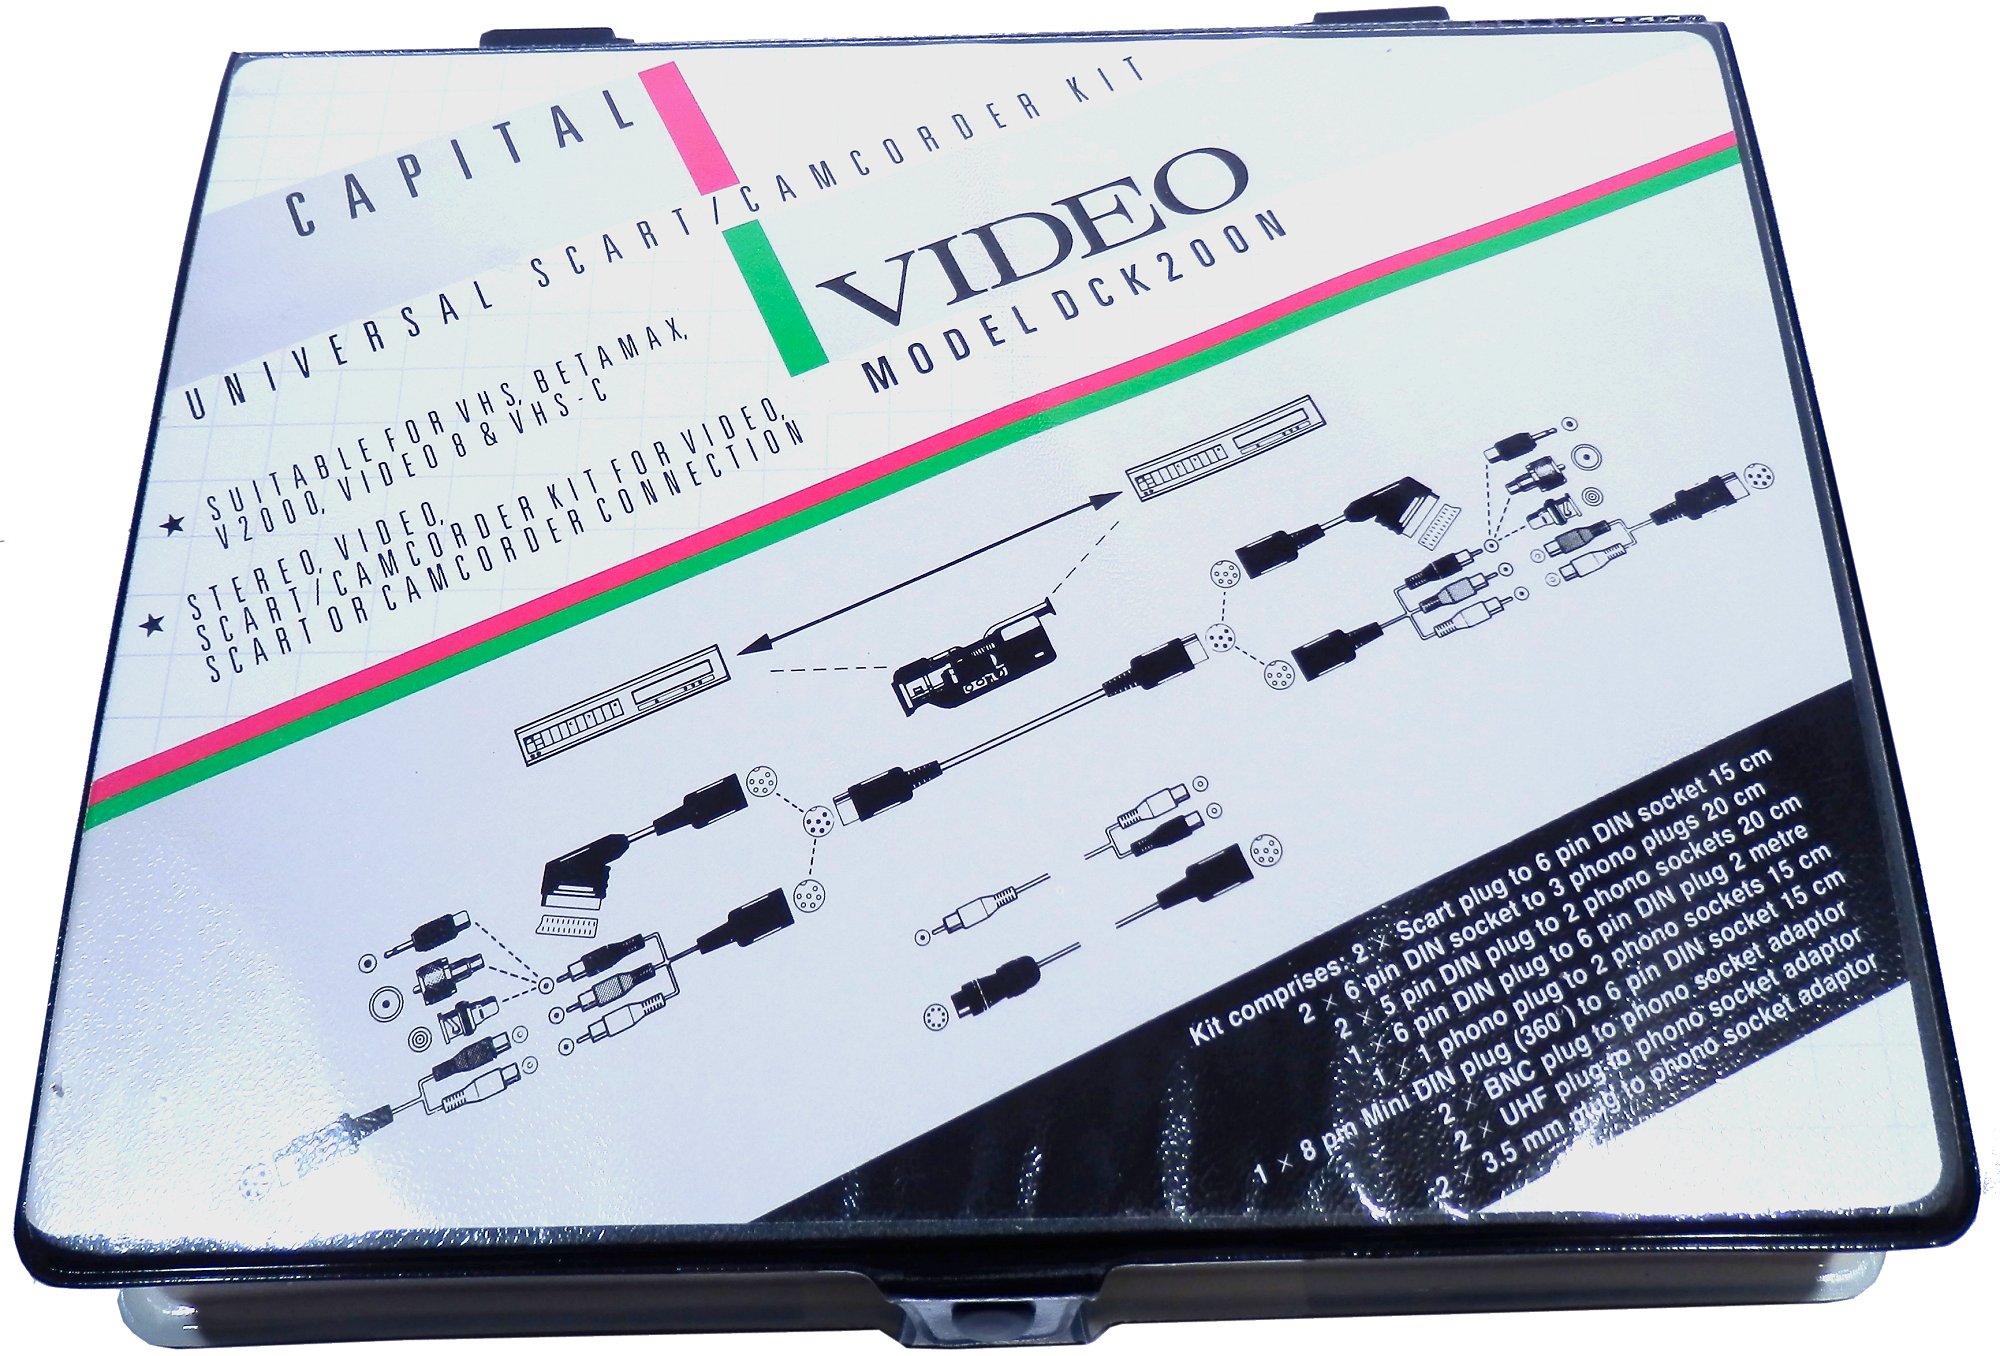 CAPITAL
UNIVERSAL SCART/CAMCORDER KIT
VIDEO
MODEL DCK200N
★ SUITABLE FOR VHS, BETAMAX,
V2000, VIDEO 8 & VHS-C
★ STEREO, VIDEO,
SCART/CAMCORDER KIT FOR VIDEO,
SCART OR CAMCORDER CONNECTION
Kit comprises: 2 × Scart plug to 6 pin DIN socket 15 cm
2 × 6 pin DIN socket to 3 phono plugs 20 cm
2 × 5 pin DIN plug to 2 phono sockets 20 cm
1 × 6 pin DIN plug to 6 pin DIN plug 2 metre
1 × 1 phono plug to 2 phono sockets 15 cm
1 × 8 pm Mini DIN plug (360°) to 6 pin DIN socket 15 cm
2 × BNC plug to phono socket adaptor
2 × UHF plug to phono socket adaptor
2 × 3.5 mm plug to phono socket adaptor